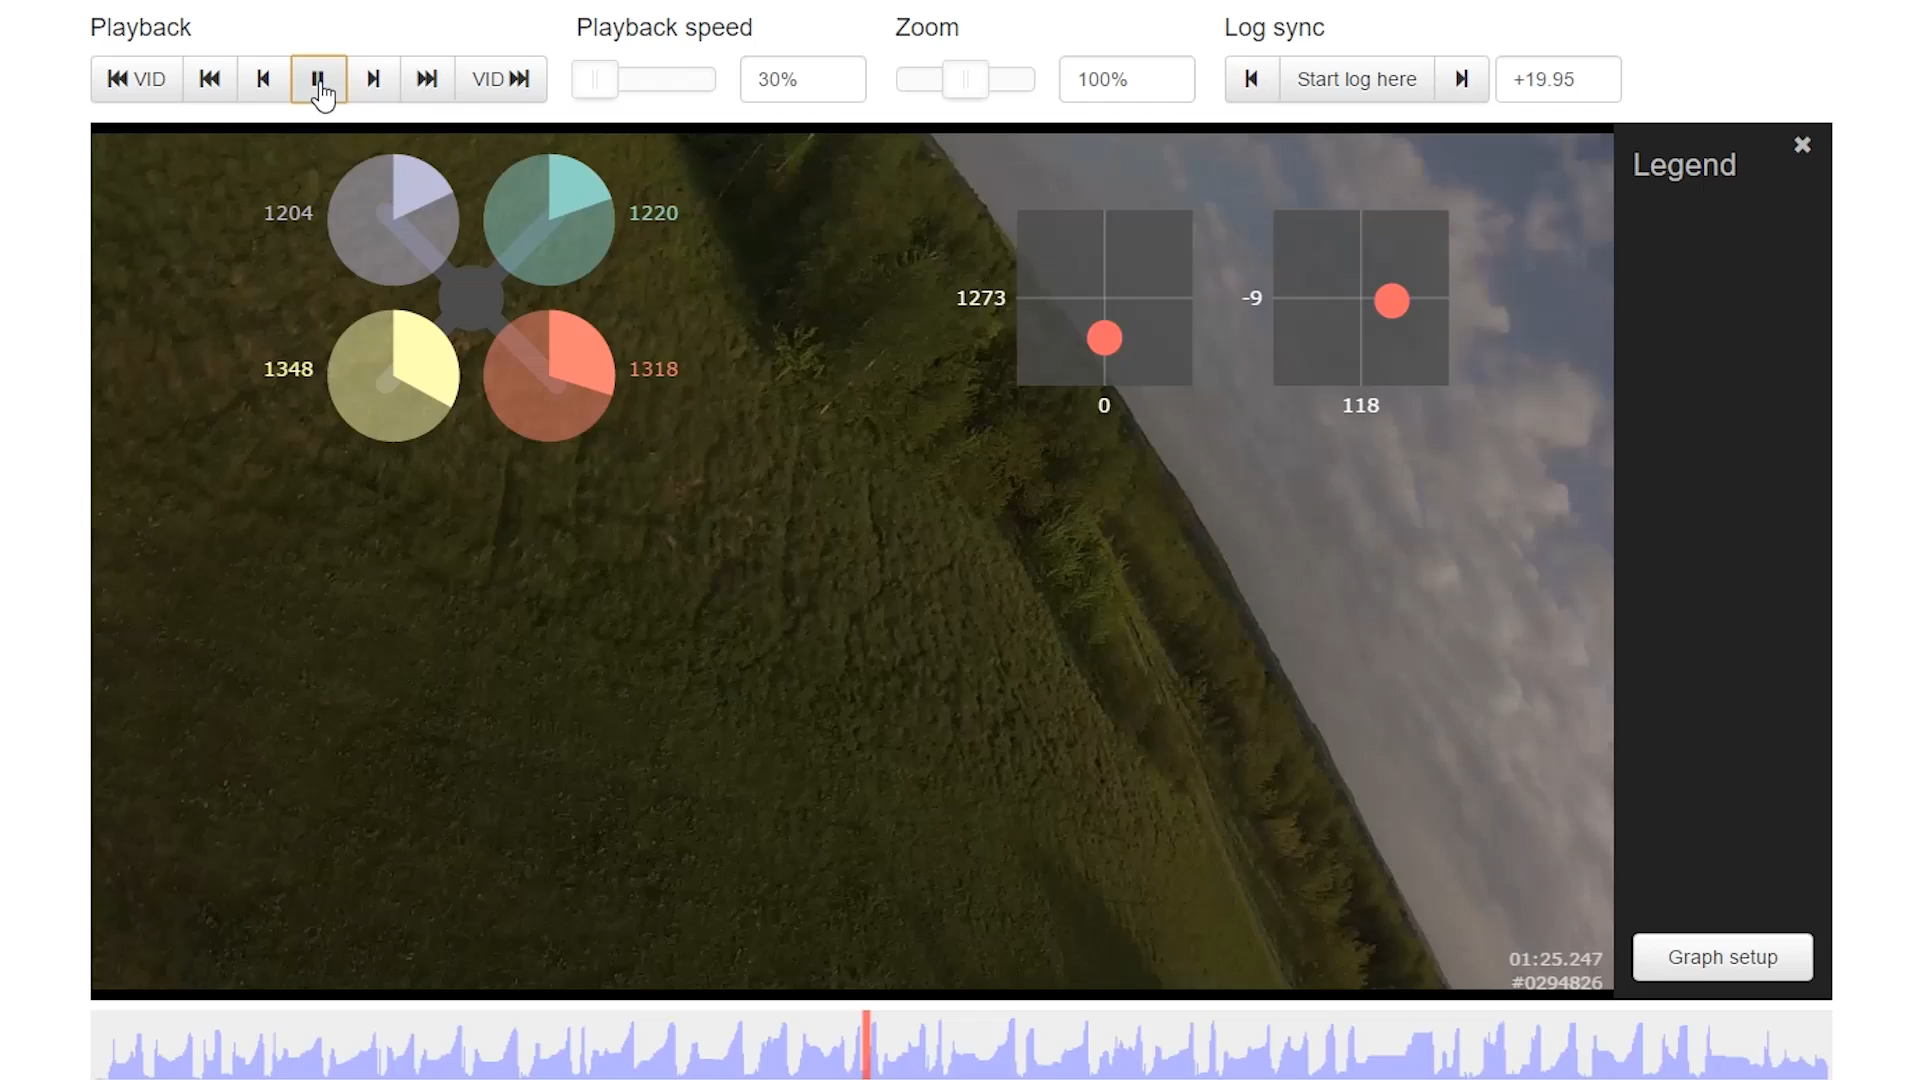 Playback
Playback speed
Zoom
Log sync
VID
VID
30%
100%
Start log here
+19.95
Legend
1204
1220
1348
1318
1273
0
-9
118
01:25.247
#0294826
Graph setup